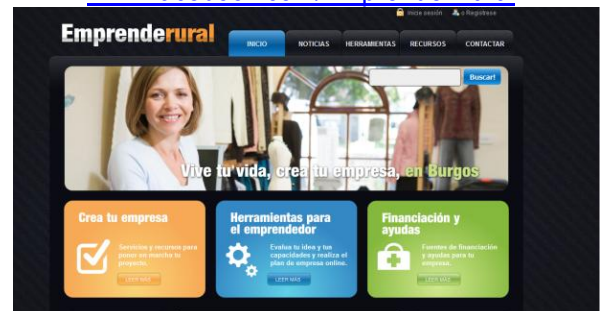 Inicie sesión o Regístrese
Emprenderural
INICIO NOTICIAS HERRAMIENTAS RECURSOS CONTACTAR
Buscar!
Vive tu vida, crea tu empresa, en Burgos
Crea tu empresa
Servicios y recursos para
poner en marcha tu
proyecto.
LEER MÁS
Herramientas para
el emprendedor
Evalua tu idea y tus
capacidades y realiza el
plan de empresa online.
LEER MÁS
Financiación y
ayudas
Fuentes de financiación
y ayudas para tu
empresa.
LEER MÁS